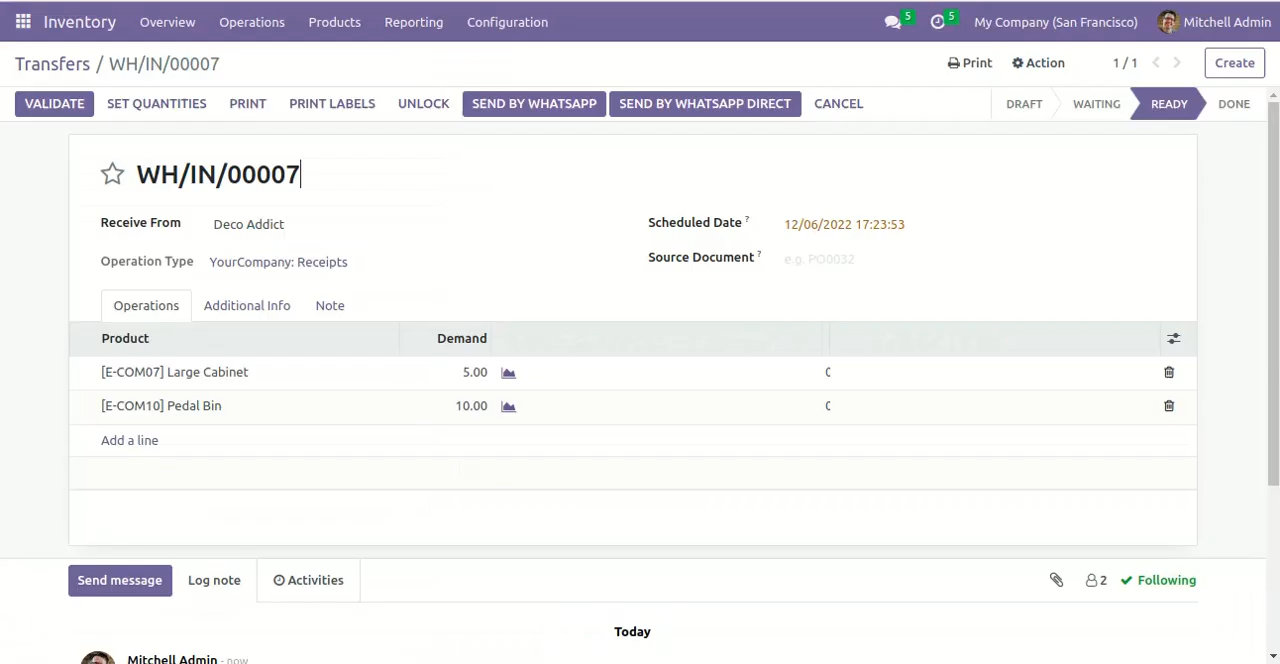 Inventory Overview Operations Products Reporting Configuration 5 5 My Company (San Francisco) Mitchell Admin
Transfers / WH/IN/00007 Print Action 1 / 1 Create
VALIDATE SET QUANTITIES PRINT PRINT LABELS UNLOCK SEND BY WHATSAPP SEND BY WHATSAPP DIRECT CANCEL DRAFT WAITING READY DONE
WH/IN/00007
Receive From Deco Addict Scheduled Date ? 12/06/2022 17:23:53
Operation Type YourCompany: Receipts Source Document ? e.g. PO0032
Operations Additional Info Note
Product Demand
[E-COM07] Large Cabinet 5.00
[E-COM10] Pedal Bin 10.00
Add a line
Send message Log note Activities 2 Following
Today
Mitchell Admin - now